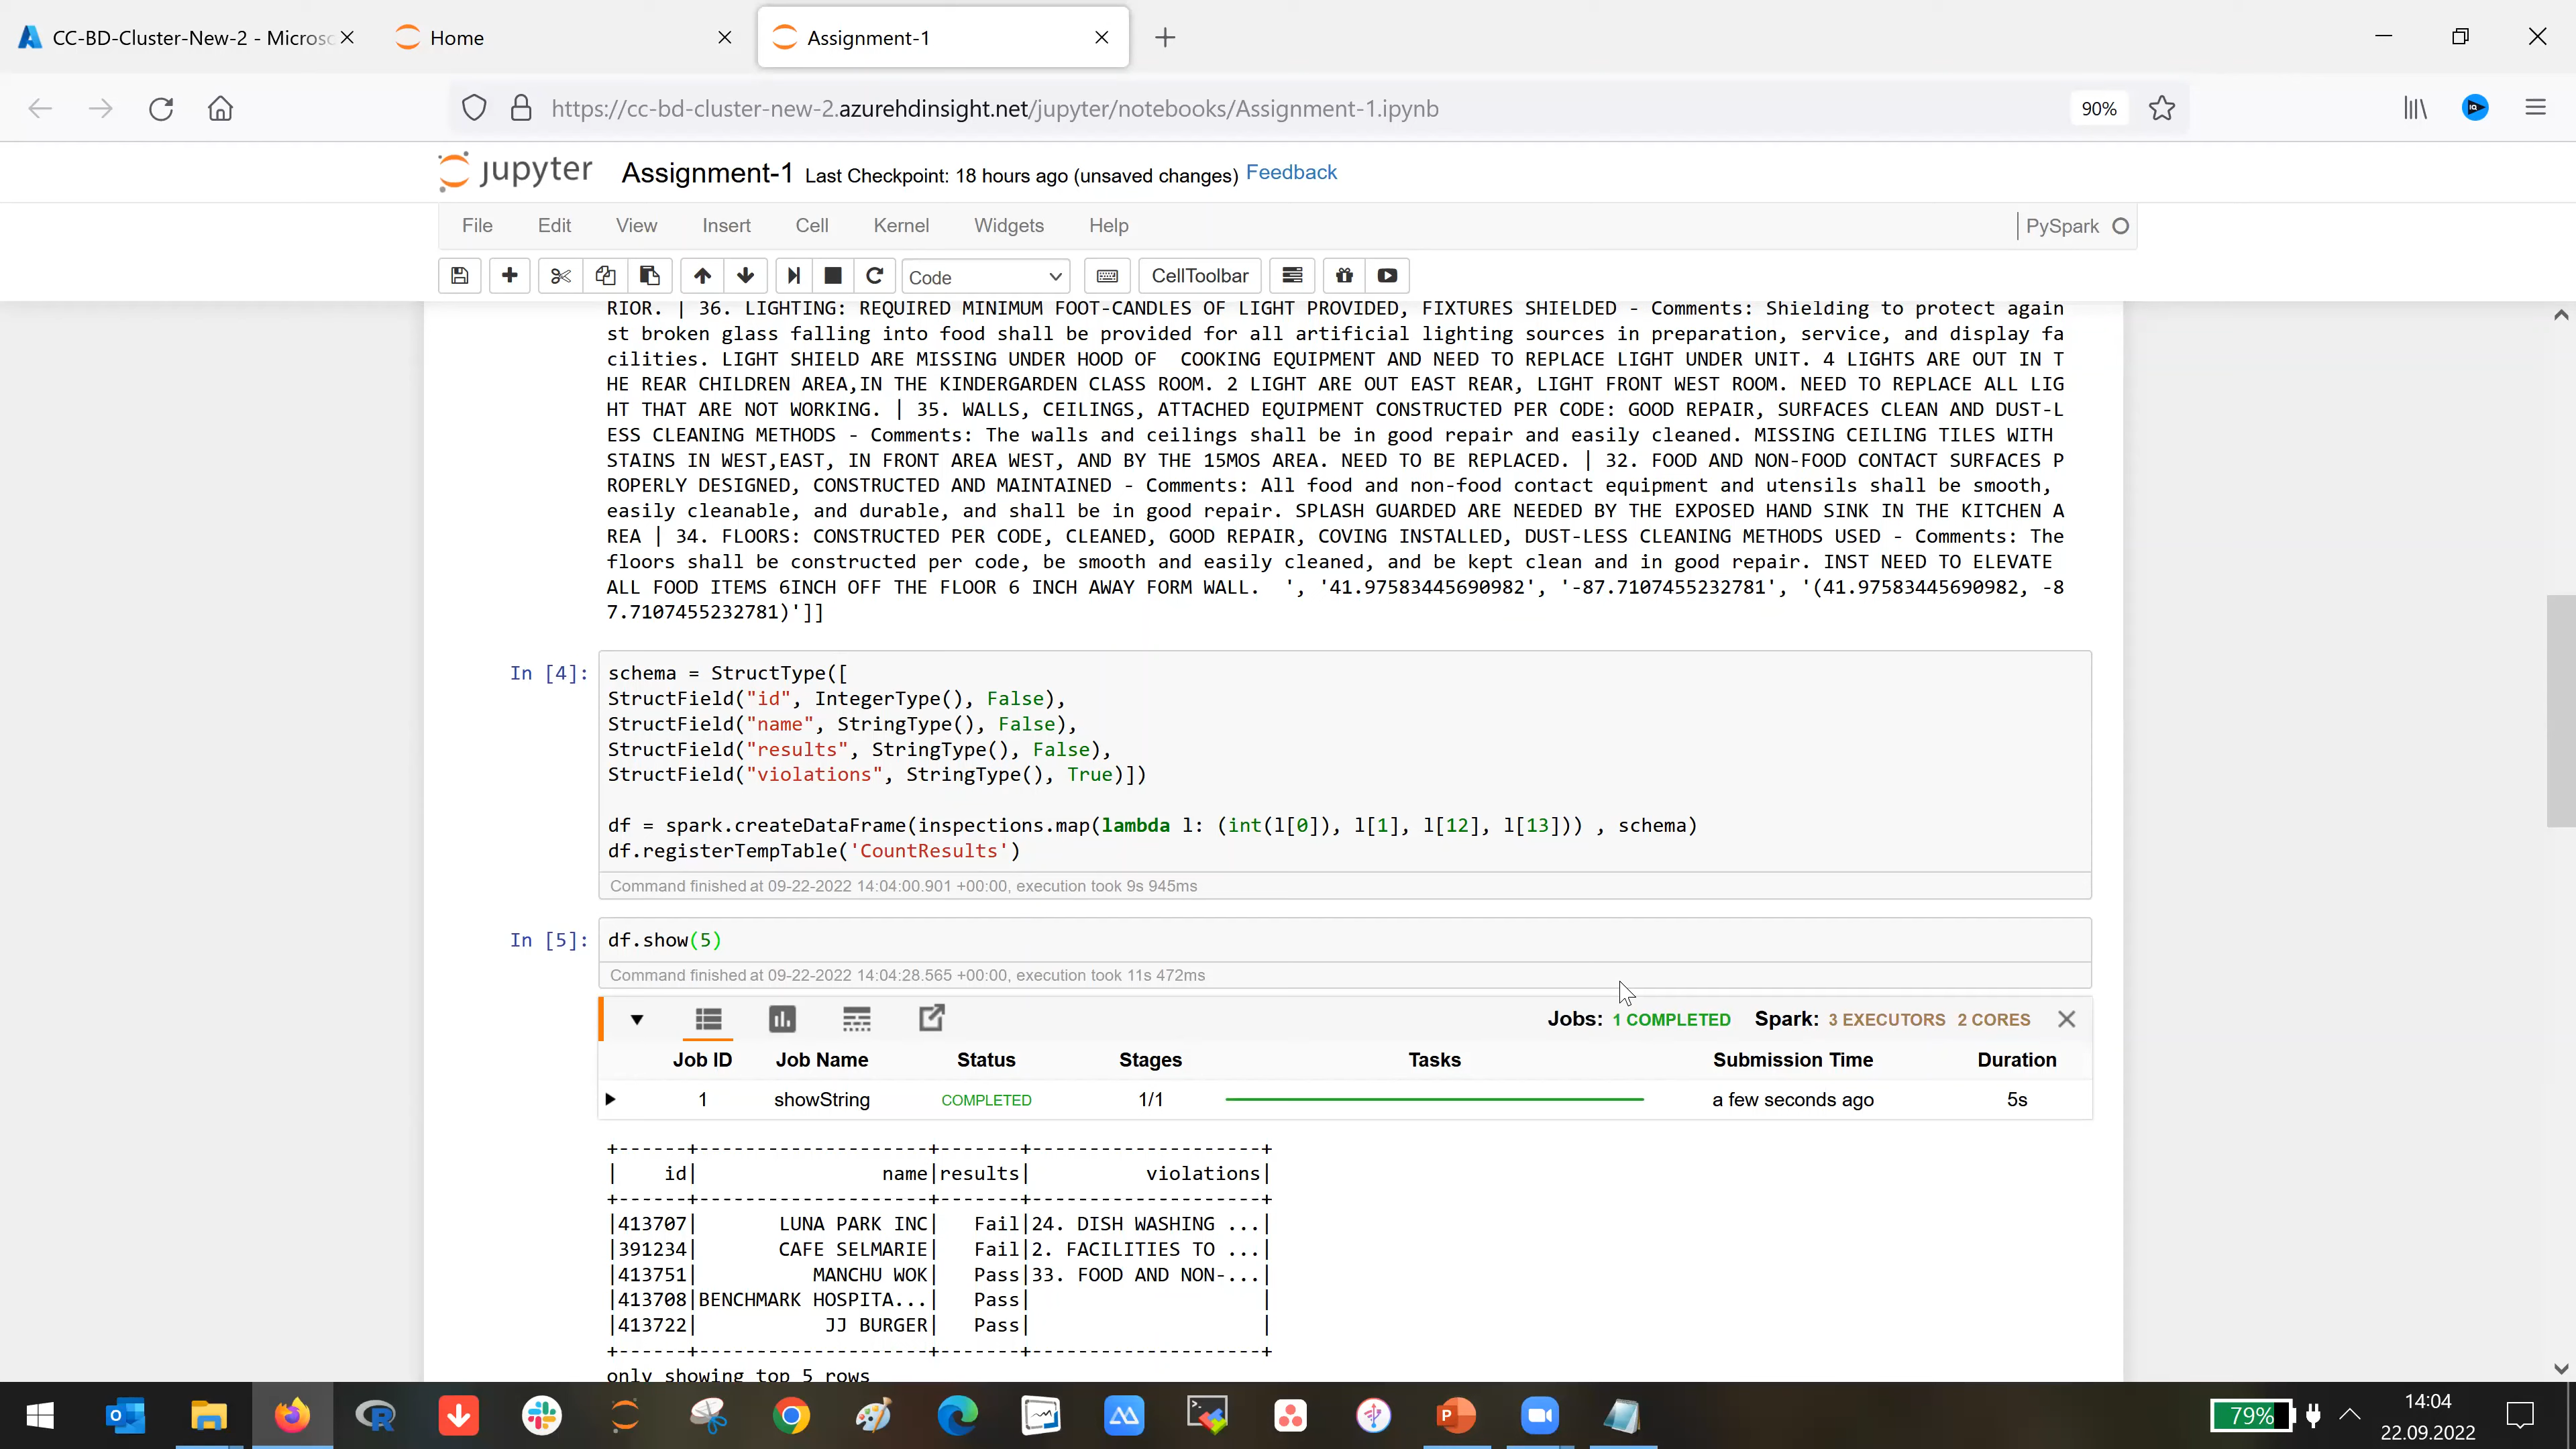 CC-BD-Cluster-New-2 - Microso
Home
Assignment-1
https://cc-bd-cluster-new-2.azurehdinsight.net/jupyter/notebooks/Assignment-1.ipynb
90%
jupyter Assignment-1 Last Checkpoint: 18 hours ago (unsaved changes) Feedback
File Edit View Insert Cell Kernel Widgets Help
PySpark
Code
CellToolbar
RIOR. | 36. LIGHTING: REQUIRED MINIMUM FOOT-CANDLES OF LIGHT PROVIDED, FIXTURES SHIELDED - Comments: Shielding to protect again
st broken glass falling into food shall be provided for all artificial lighting sources in preparation, service, and display fa
cilities. LIGHT SHIELD ARE MISSING UNDER HOOD OF  COOKING EQUIPMENT AND NEED TO REPLACE LIGHT UNDER UNIT. 4 LIGHTS ARE OUT IN T
HE REAR CHILDREN AREA,IN THE KINDERGARDEN CLASS ROOM. 2 LIGHT ARE OUT EAST REAR, LIGHT FRONT WEST ROOM. NEED TO REPLACE ALL LIG
HT THAT ARE NOT WORKING. | 35. WALLS, CEILINGS, ATTACHED EQUIPMENT CONSTRUCTED PER CODE: GOOD REPAIR, SURFACES CLEAN AND DUST-L
ESS CLEANING METHODS - Comments: The walls and ceilings shall be in good repair and easily cleaned. MISSING CEILING TILES WITH
STAINS IN WEST,EAST, IN FRONT AREA WEST, AND BY THE 15MOS AREA. NEED TO BE REPLACED. | 32. FOOD AND NON-FOOD CONTACT SURFACES P
ROPERLY DESIGNED, CONSTRUCTED AND MAINTAINED - Comments: All food and non-food contact equipment and utensils shall be smooth,
easily cleanable, and durable, and shall be in good repair. SPLASH GUARDED ARE NEEDED BY THE EXPOSED HAND SINK IN THE KITCHEN A
REA | 34. FLOORS: CONSTRUCTED PER CODE, CLEANED, GOOD REPAIR, COVING INSTALLED, DUST-LESS CLEANING METHODS USED - Comments: The
floors shall be constructed per code, be smooth and easily cleaned, and be kept clean and in good repair. INST NEED TO ELEVATE
ALL FOOD ITEMS 6INCH OFF THE FLOOR 6 INCH AWAY FORM WALL.  ', '41.97583445690982', '-87.7107455232781', '(41.97583445690982, -8
7.7107455232781)']]
In [4]:
schema = StructType([
StructField("id", IntegerType(), False),
StructField("name", StringType(), False),
StructField("results", StringType(), False),
StructField("violations", StringType(), True)])
df = spark.createDataFrame(inspections.map(lambda l: (int(l[0]), l[1], l[12], l[13])) , schema)
df.registerTempTable('CountResults')
Command finished at 09-22-2022 14:04:00.901 +00:00, execution took 9s 945ms
In [5]:
df.show(5)
Command finished at 09-22-2022 14:04:28.565 +00:00, execution took 11s 472ms
Jobs: 1 COMPLETED Spark: 3 EXECUTORS 2 CORES
Job ID Job Name Status Stages Tasks Submission Time Duration
1 showString COMPLETED 1/1 a few seconds ago 5s
+------+--------------------+-------+--------------------+
|    id|                name|results|          violations|
+------+--------------------+-------+--------------------+
|413707|       LUNA PARK INC|   Fail|24. DISH WASHING ...|
|391234|       CAFE SELMARIE|   Fail|2. FACILITIES TO ...|
|413751|          MANCHU WOK|   Pass|33. FOOD AND NON-...|
|413708|BENCHMARK HOSPITA...|   Pass|                    |
|413722|           JJ BURGER|   Pass|                    |
+------+--------------------+-------+--------------------+
only showing top 5 rows
79%
14:04
22.09.2022